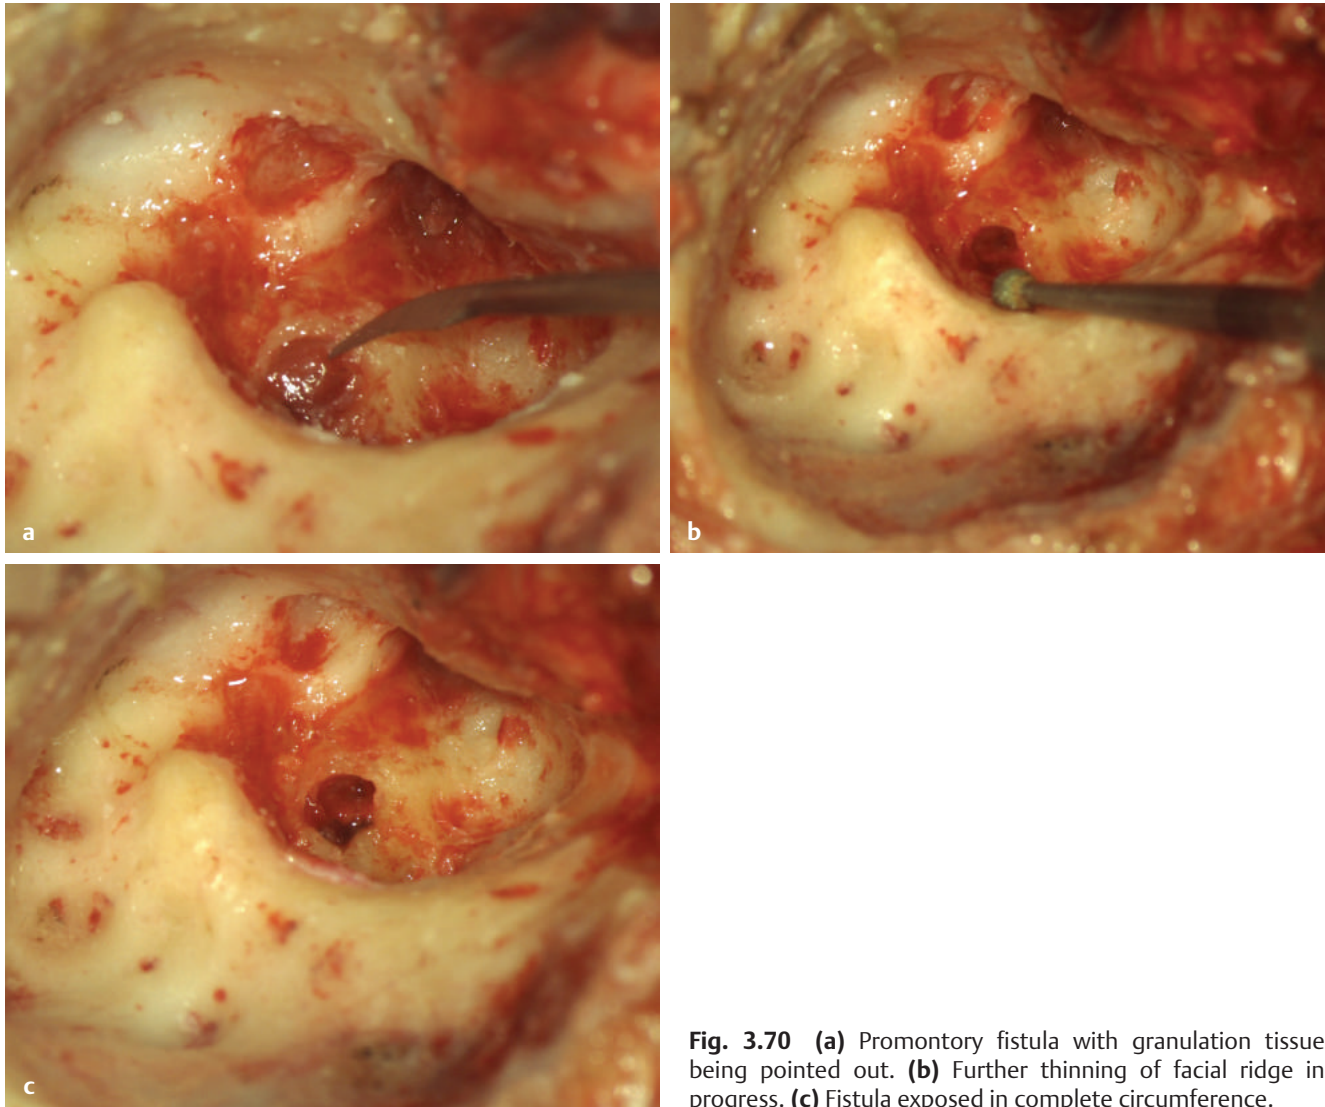 a
b
c
Fig. 3.70 (a) Promontory fistula with granulation tissue
being pointed out. (b) Further thinning of facial ridge in
progress. (c) Fistula exposed in complete circumference.